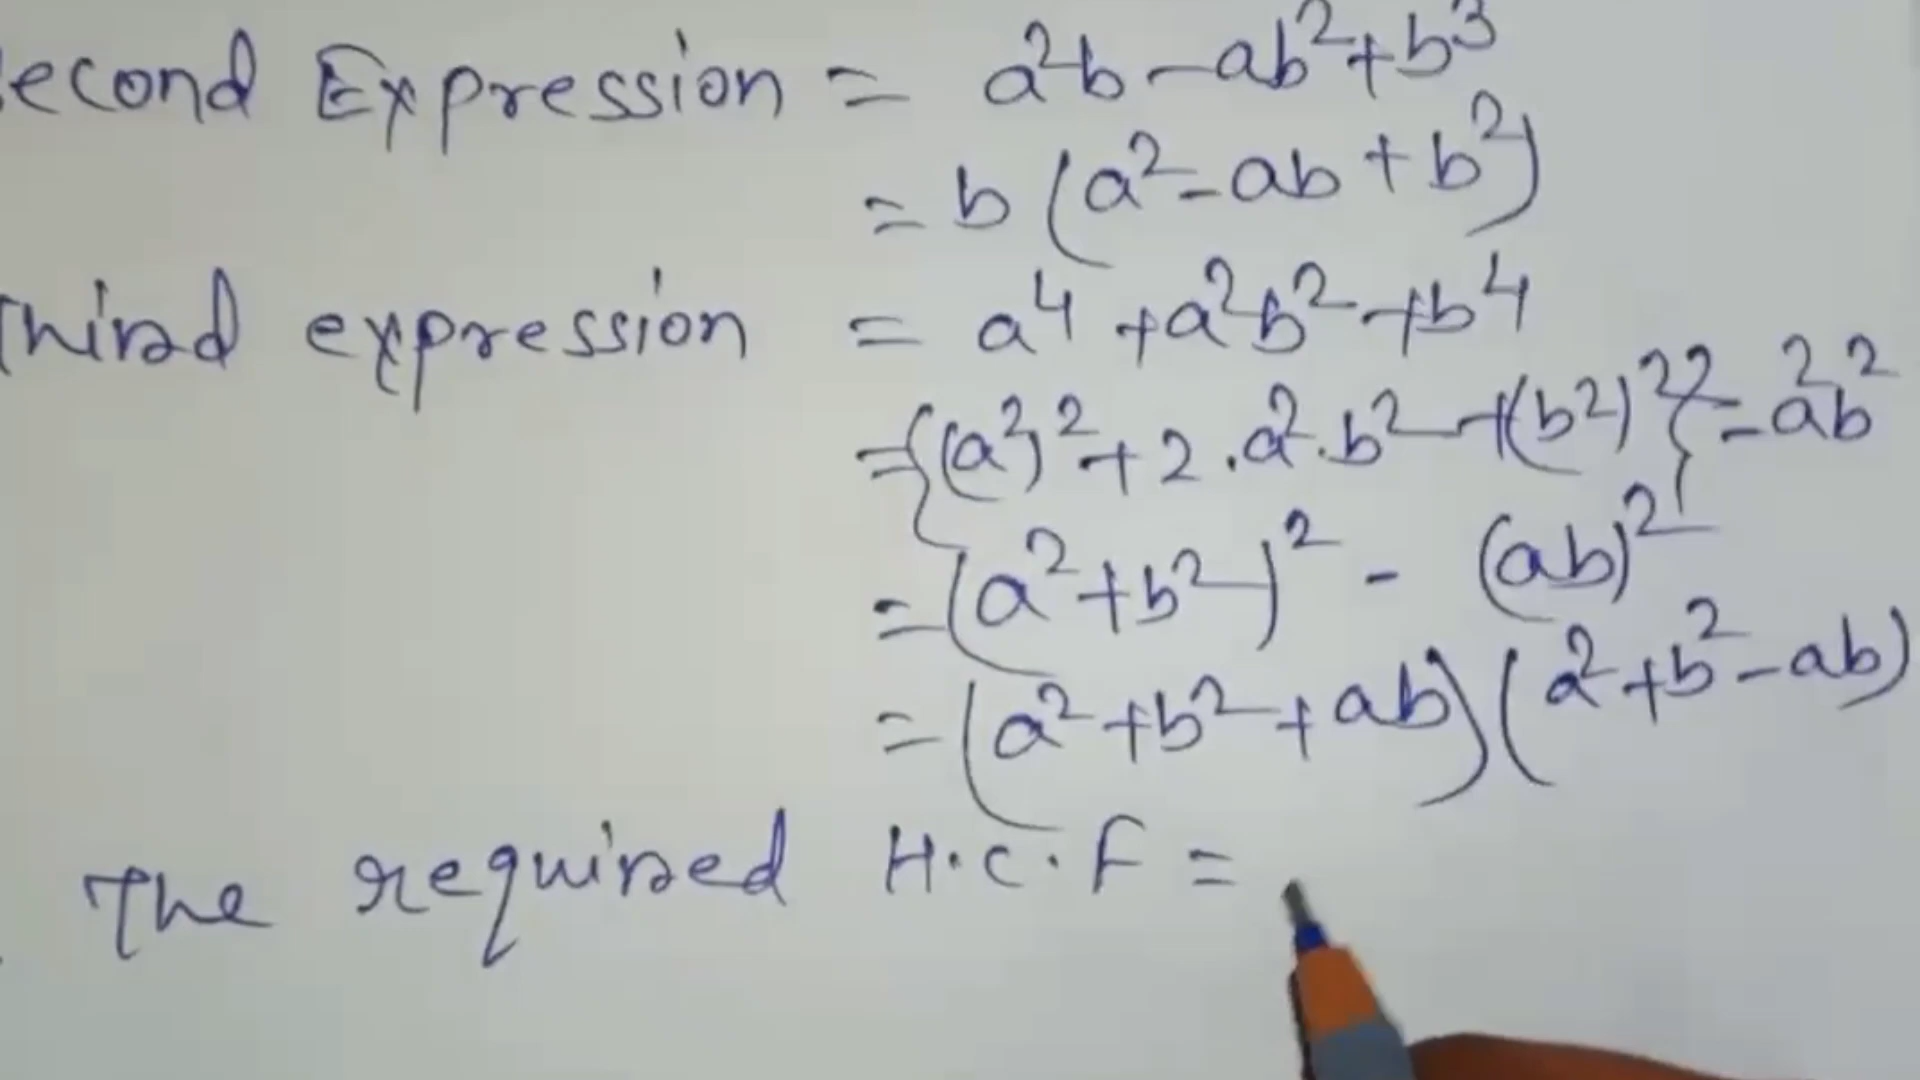 econd Expression = a²b - ab² + b³
= b (a² - ab + b²)
Third expression = a⁴ + a²b² + b⁴
= {(a²)² + 2 . a² . b² + (b²)²} - a²b²
= (a² + b²)² - (ab)²
= (a² + b² + ab) (a² + b² - ab)
The required H.C.F =